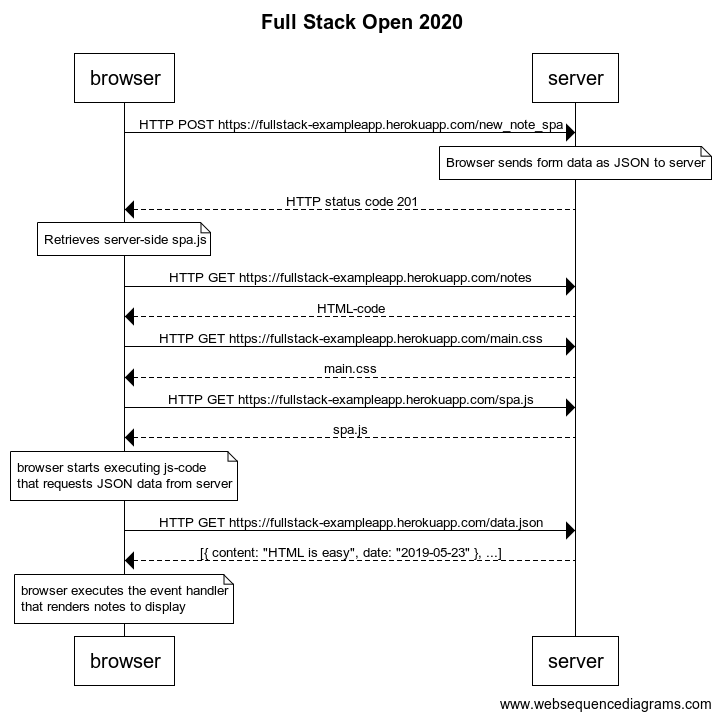 Full Stack Open 2020
browser
server
HTTP POST https://fullstack-exampleapp.herokuapp.com/new_note_spa
Browser sends form data as JSON to server
HTTP status code 201
Retrieves server-side spa.js
HTTP GET https://fullstack-exampleapp.herokuapp.com/notes
HTML-code
HTTP GET https://fullstack-exampleapp.herokuapp.com/main.css
main.css
HTTP GET https://fullstack-exampleapp.herokuapp.com/spa.js
spa.js
browser starts executing js-code
that requests JSON data from server
HTTP GET https://fullstack-exampleapp.herokuapp.com/data.json
[{ content: "HTML is easy", date: "2019-05-23" }, ...]
browser executes the event handler
that renders notes to display
browser
server
www.websequencediagrams.com